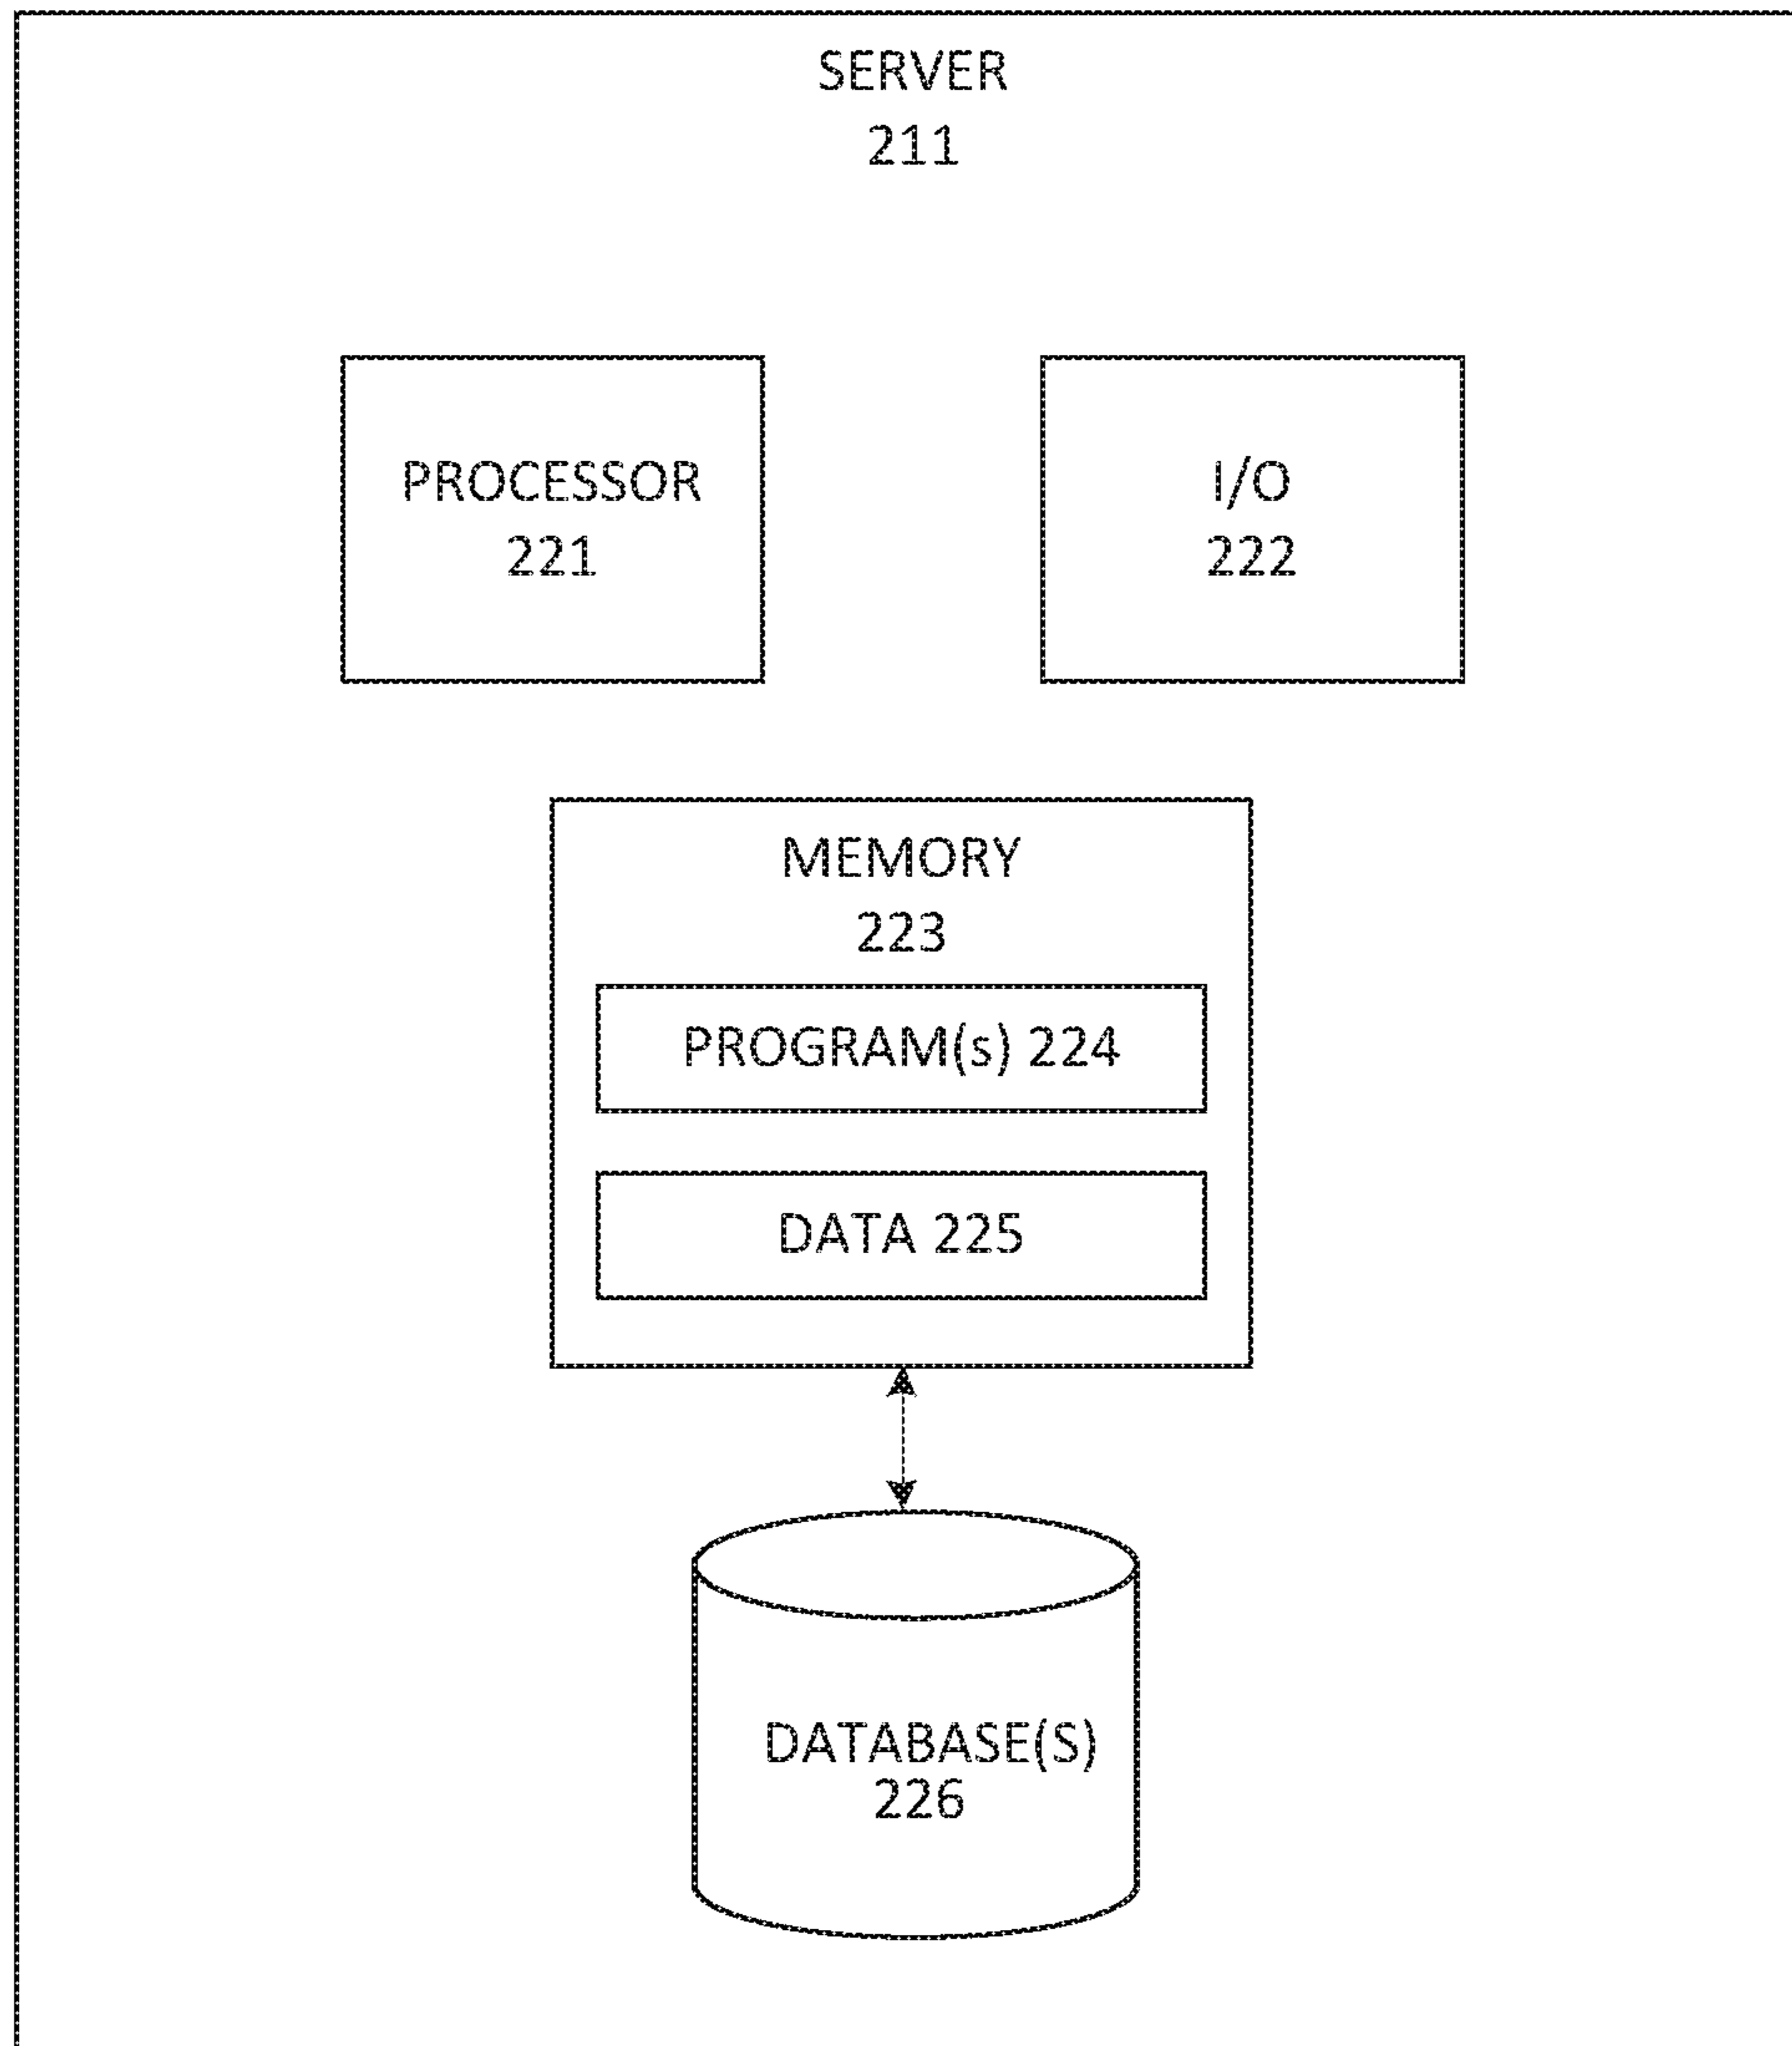 SERVER
211
PROCESSOR
221
I/O
222
MEMORY
223
PROGRAM(s) 224
DATA 225
DATABASE(S)
226